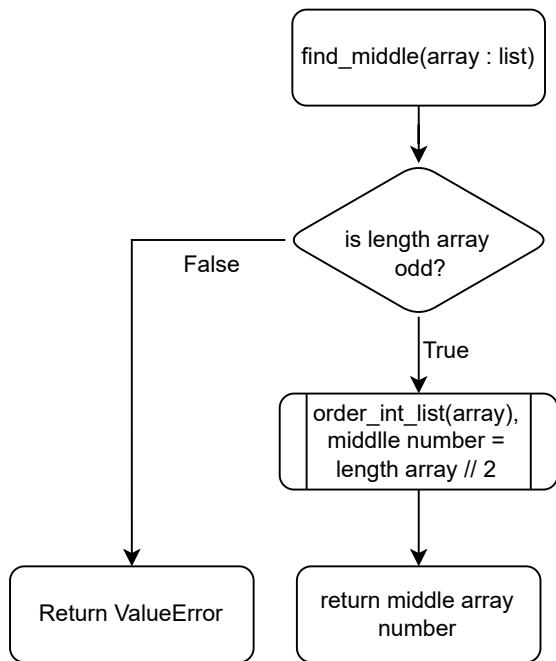 find_middle(array : list)
is length array
odd?
False
True
order_int_list(array),
middlle number =
length array // 2
Return ValueError
return middle array
number